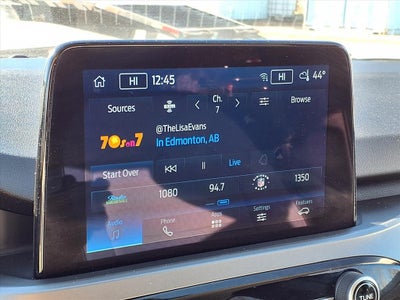 HI 12:45 HI 44°
Sources Ch. 7 Browse
70s on 7
@TheLisaEvans
In Edmonton, AB
Start Over Live
1080 94.7 1350
Audio Phone Apps Settings Features
TUNE